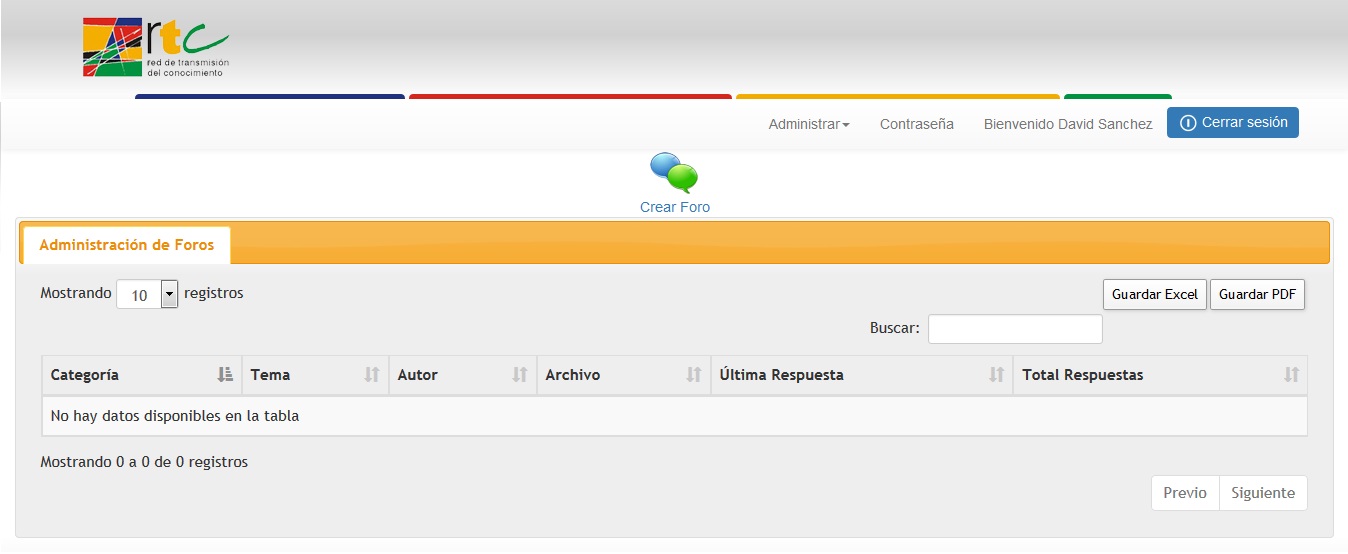 rtc
red de transmisión
del conocimiento
Administrar Contraseña Bienvenido David Sanchez Cerrar sesión
Crear Foro
Administración de Foros
Mostrando 10 registros Guardar Excel Guardar PDF
Buscar:
Categoría Tema Autor Archivo Última Respuesta Total Respuestas
No hay datos disponibles en la tabla
Mostrando 0 a 0 de 0 registros
Previo Siguiente